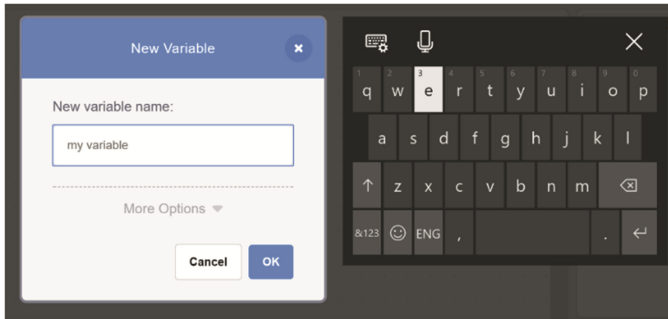 New Variable
New variable name:
my variable
More Options
Cancel OK
1 2 3 4 5 6 7 8 9 0
q w e r t y u i o p
a s d f g h j k l
z x c v b n m
&123 ENG , .